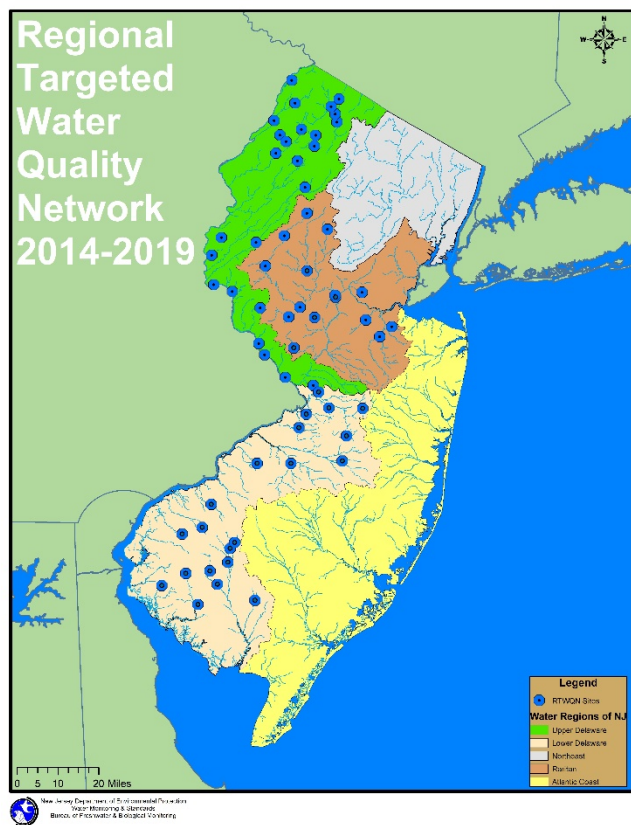 Regional
Targeted
Water
Quality
Network
2014-2019
N
W
E
S
Legend
RTWQN Sites
Water Regions of NJ
Upper Delaware
Lower Delaware
Northeast
Raritan
Atlantic Coast
0 5 10 20 Miles
New Jersey Department of Environmental Protection
Water Monitoring & Standards
Bureau of Freshwater & Biological Monitoring